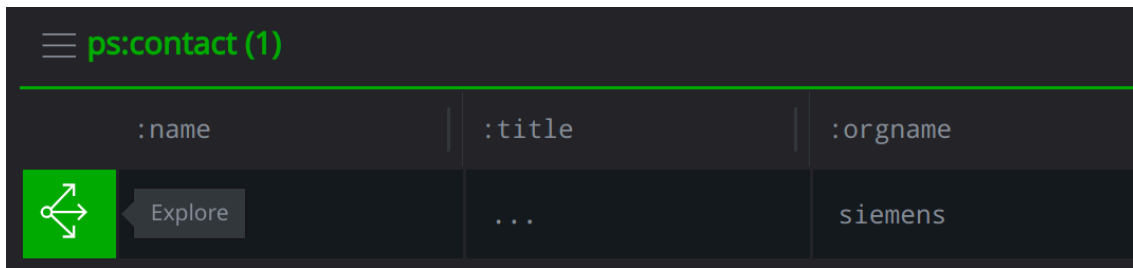 ps:contact (1)
:name :title :orgname
Explore ... siemens